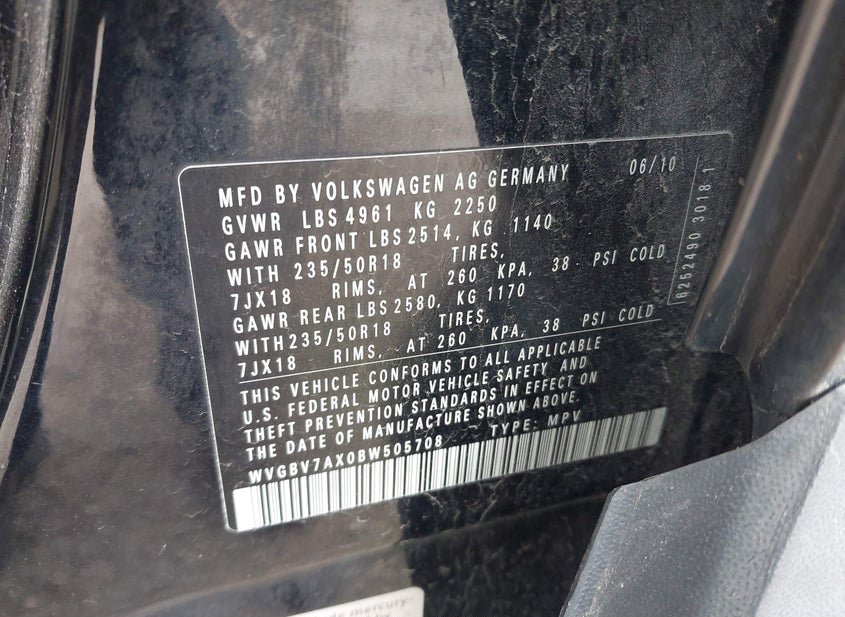 MFD BY VOLKSWAGEN AG GERMANY 06/10
GVWR LBS 4961 KG 2250
GAWR FRONT LBS 2514, KG .1140
WITH 235/50R18 TIRES,
7JX18 RIMS, AT 260 KPA, 38 PSI COLD
GAWR REAR LBS 2580, KG 1170
WITH 235/50R18 TIRES,
7JX18 RIMS, AT 260 KPA, 38 PSI COLD
THIS VEHICLE CONFORMS TO ALL APPLICABLE
U.S. FEDERAL MOTOR VEHICLE SAFETY AND
THEFT PREVENTION STANDARDS IN EFFECT ON
THE DATE OF MANUFACTURE SHOWN ABOVE.
WVGBV7AX0BW505708 TYPE: MPV
6252490 3018 1
mercury-